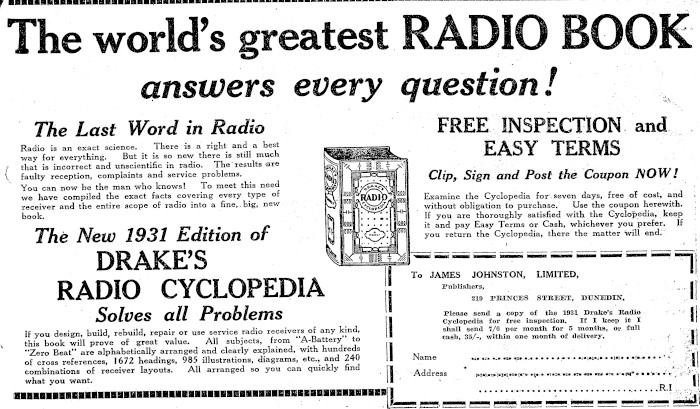 The world's greatest RADIO BOOK
answers every question!
The Last Word in Radio
Radio is an exact science. There is a right and a best
way for everything. But it is so new there is still much
that is incorrect and unscientific in radio. The results are
faulty reception, complaints and service problems.
You can now be the man who knows! To meet this need
we have compiled the exact facts covering every type of
receiver and the entire scope of radio into a fine, big, new
book.
The New 1931 Edition of
DRAKE'S
RADIO CYCLOPEDIA
Solves all Problems
If you design, build, rebuild, repair or use service radio receivers of any kind,
this book will prove of great value. All subjects, from "A-Battery" to
"Zero Beat" are alphabetically arranged and clearly explained, with hundreds
of cross references, 1672 headings, 985 illustrations, diagrams, etc., and 240
combinations of receiver layouts. All arranged so you can quickly find
what you want.
RADIO
FREE INSPECTION and
EASY TERMS
Clip, Sign and Post the Coupon NOW!
Examine the Cyclopedia for seven days, free of cost, and
without obligation to purchase. Use the coupon herewith.
If you are thoroughly satisfied with the Cyclopedia, keep
it and pay Easy Terms or Cash, whichever you prefer. If
you return the Cyclopedia, there the matter will end.
To JAMES JOHNSTON, LIMITED,
Publishers,
219 PRINCES STREET, DUNEDIN,
Please send a copy of the 1931 Drake's Radio
Cyclopedia for free inspection. If I keep it I
shall send 7/6 per month for 5 months, or full
cash, 35/-, within one month of delivery.
Name
Address
R.I